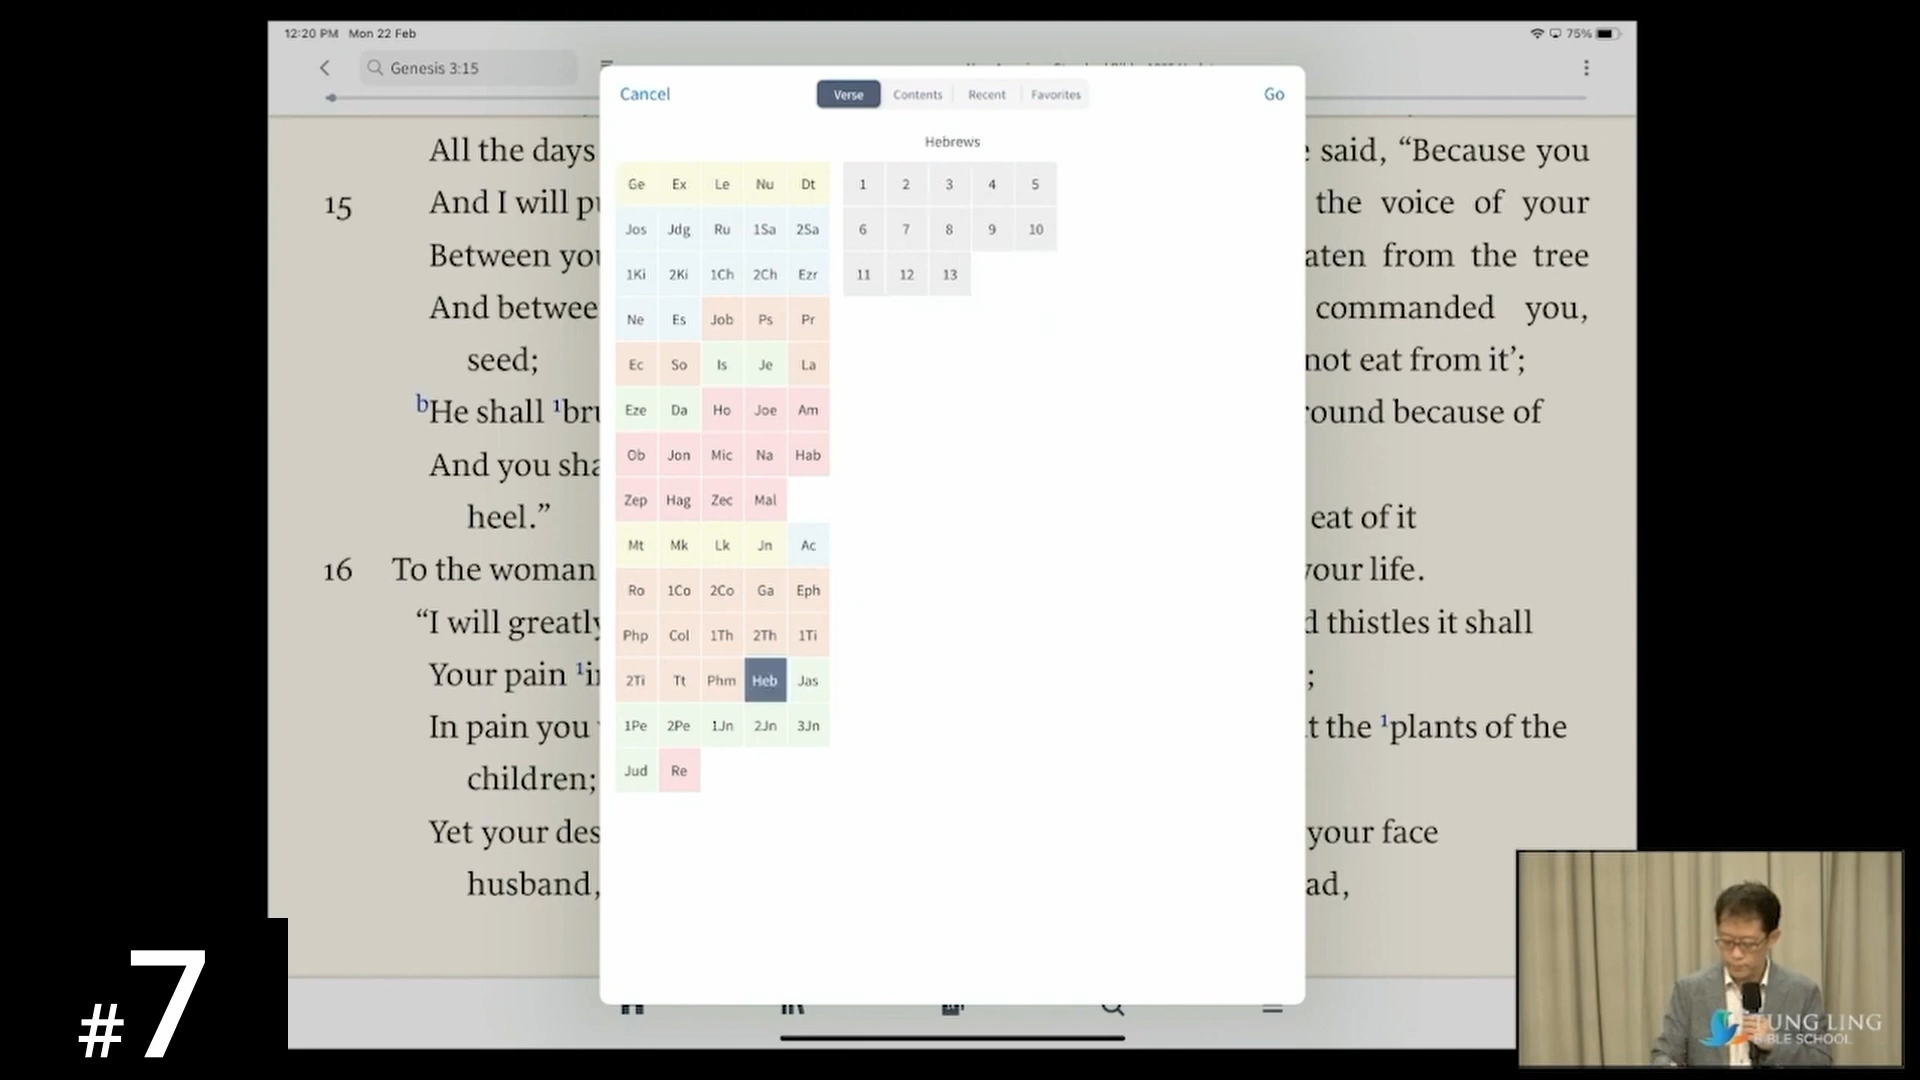 12:20 PM Mon 22 Feb
75%
Genesis 3:15
Cancel
Verse
Contents
Recent
Favorites
Go
Hebrews
Ge Ex Le Nu Dt
Jos Jdg Ru 1Sa 2Sa
1Ki 2Ki 1Ch 2Ch Ezr
Ne Es Job Ps Pr
Ec So Is Je La
Eze Da Ho Joe Am
Ob Jon Mic Na Hab
Zep Hag Zec Mal
Mt Mk Lk Jn Ac
Ro 1Co 2Co Ga Eph
Php Col 1Th 2Th 1Ti
2Ti Tt Phm Heb Jas
1Pe 2Pe 1Jn 2Jn 3Jn
Jud Re
1 2 3 4 5
6 7 8 9 10
11 12 13
All the days
15 And I will pu
Between you
And betwee
seed;
bHe shall 1bru
And you sha
heel.”
16 To the woman
“I will greatly
Your pain 1in
In pain you
children;
Yet your des
husband,
said, “Because you
the voice of your
aten from the tree
commanded you,
not eat from it’;
round because of
eat of it
your life.
d thistles it shall
;
t the 1plants of the
your face
ad,
#7
TUNG LING
BIBLE SCHOOL